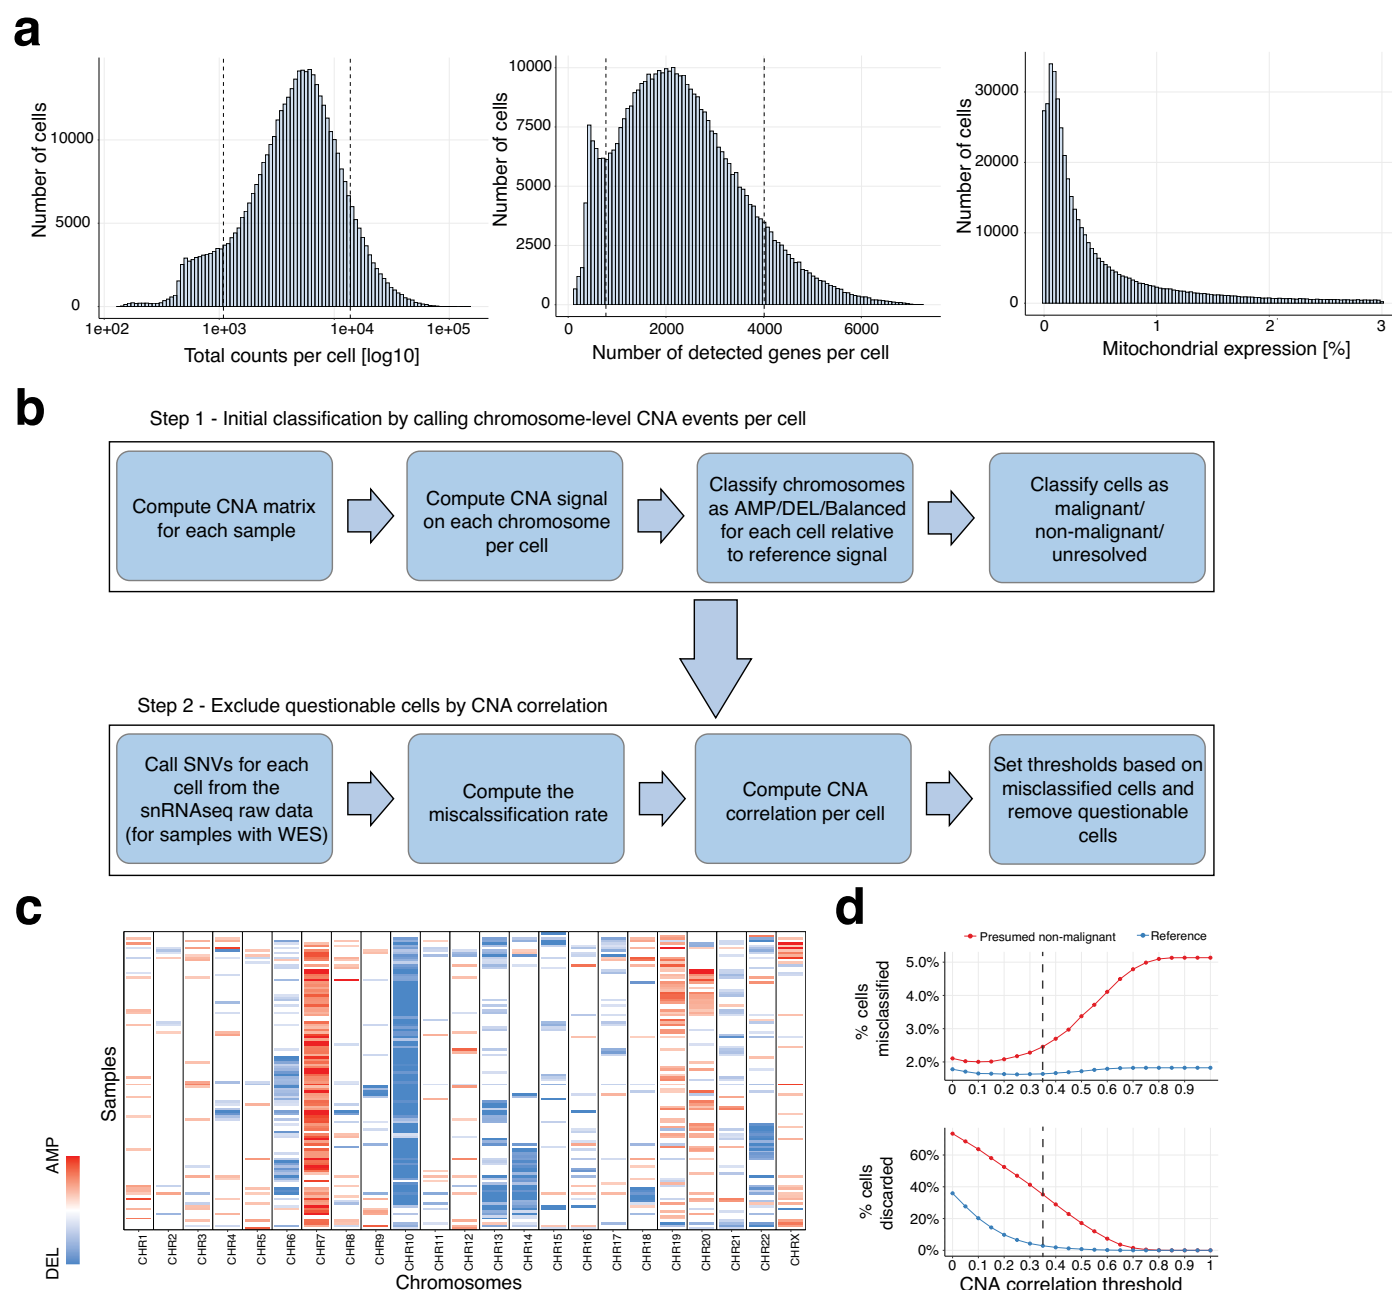 a
Number of cells
10000
5000
0
1e+02
1e+03
1e+04
1e+05
Total counts per cell [log10]
Number of cells
10000
7500
5000
2500
0
0
2000
4000
6000
Number of detected genes per cell
Number of cells
30000
20000
10000
0
0
1
2
3
Mitochondrial expression [%]
b
Step 1 - Initial classification by calling chromosome-level CNA events per cell
Compute CNA matrix
for each sample
Compute CNA signal
on each chromosome
per cell
Classify chromosomes
as AMP/DEL/Balanced
for each cell relative
to reference signal
Classify cells as
malignant/
non-malignant/
unresolved
Step 2 - Exclude questionable cells by CNA correlation
Call SNVs for each
cell from the
snRNAseq raw data
(for samples with WES)
Compute the
miscalssification rate
Compute CNA
correlation per cell
Set thresholds based on
misclassified cells and
remove questionable
cells
c
AMP
DEL
Samples
CHR1
CHR2
CHR3
CHR4
CHR5
CHR6
CHR7
CHR8
CHR9
CHR10
CHR11
CHR12
CHR13
CHR14
CHR15
CHR16
CHR17
CHR18
CHR19
CHR20
CHR21
CHR22
CHRX
Chromosomes
d
Presumed non-malignant
Reference
% cells
misclassified
5.0%
4.0%
3.0%
2.0%
0
0.1
0.2
0.3
0.4
0.5
0.6
0.7
0.8
0.9
% cells
discarded
60%
40%
20%
0%
0
0.1
0.2
0.3
0.4
0.5
0.6
0.7
0.8
0.9
1
CNA correlation threshold